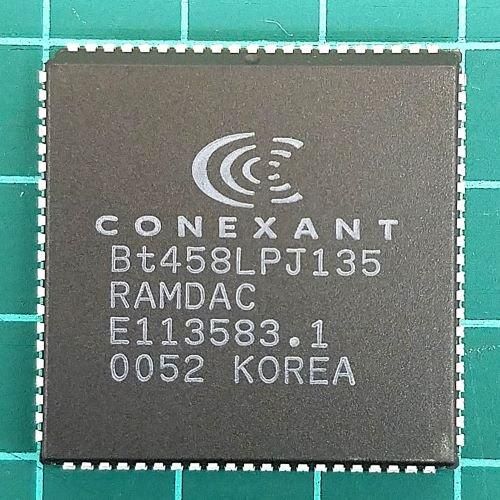 CONEXANT
Bt458LPJ135
RAMDAC
E113583.1
0052 KOREA